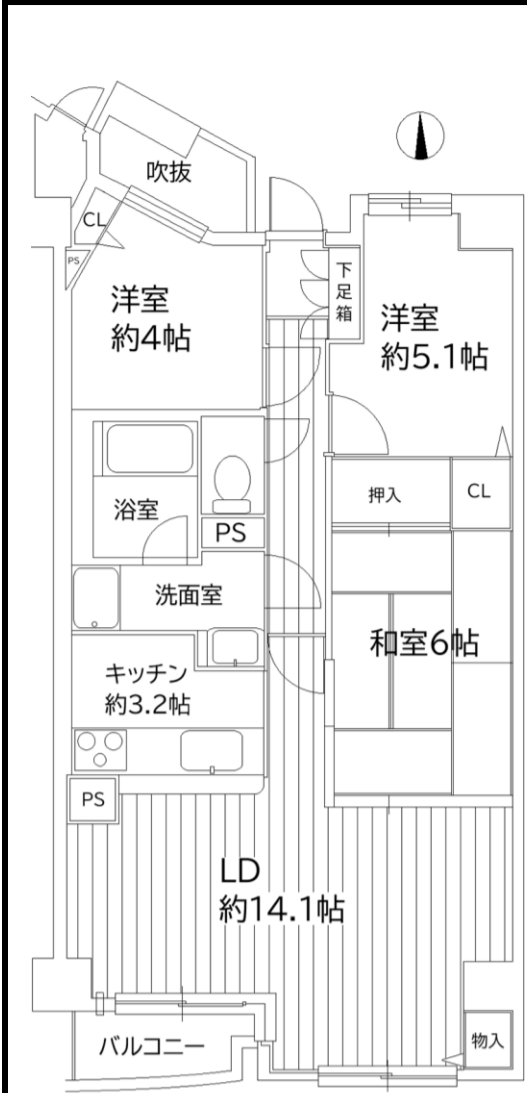 吹抜
CL
PS
洋室
約4帖
下足箱
洋室
約5.1帖
浴室
PS
押入
CL
洗面室
和室6帖
キッチン
約3.2帖
PS
LD
約14.1帖
バルコニー
物入